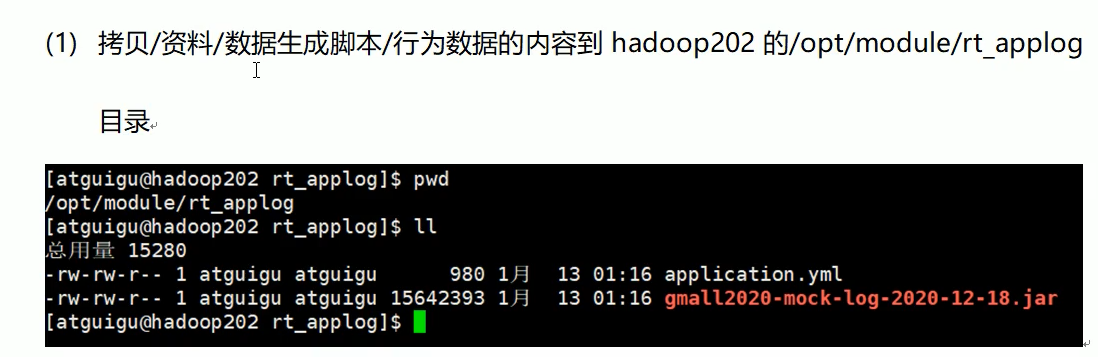 (1) 拷贝/资料/数据生成脚本/行为数据的内容到 hadoop202 的/opt/module/rt_applog
目录
[atguigu@hadoop202 rt_applog]$ pwd
/opt/module/rt_applog
[atguigu@hadoop202 rt_applog]$ ll
总用量 15280
-rw-rw-r-- 1 atguigu atguigu      980 1月  13 01:16 application.yml
-rw-rw-r-- 1 atguigu atguigu 15642393 1月  13 01:16 gmall2020-mock-log-2020-12-18.jar
[atguigu@hadoop202 rt_applog]$